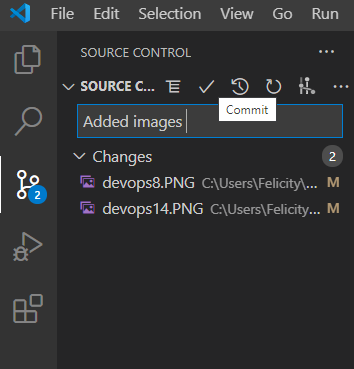 File Edit Selection View Go Run
SOURCE CONTROL
SOURCE C...
Commit
Added images
Changes 2
devops8.PNG C:\Users\Felicity\... M
devops14.PNG C:\Users\Felicity... M
2